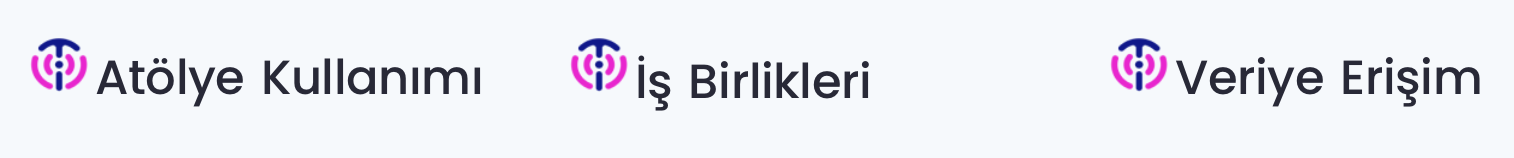 Atölye Kullanımı
İş Birlikleri
Veriye Erişim